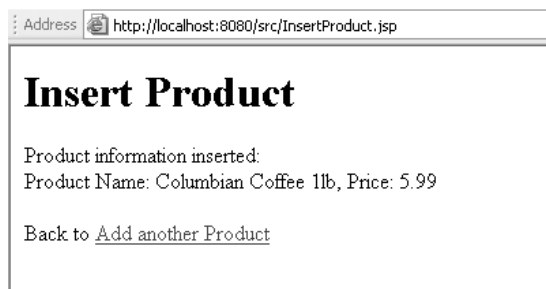 Address http://localhost:8080/src/InsertProduct.jsp
Insert Product
Product information inserted:
Product Name: Columbian Coffee 1lb, Price: 5.99
Back to Add another Product